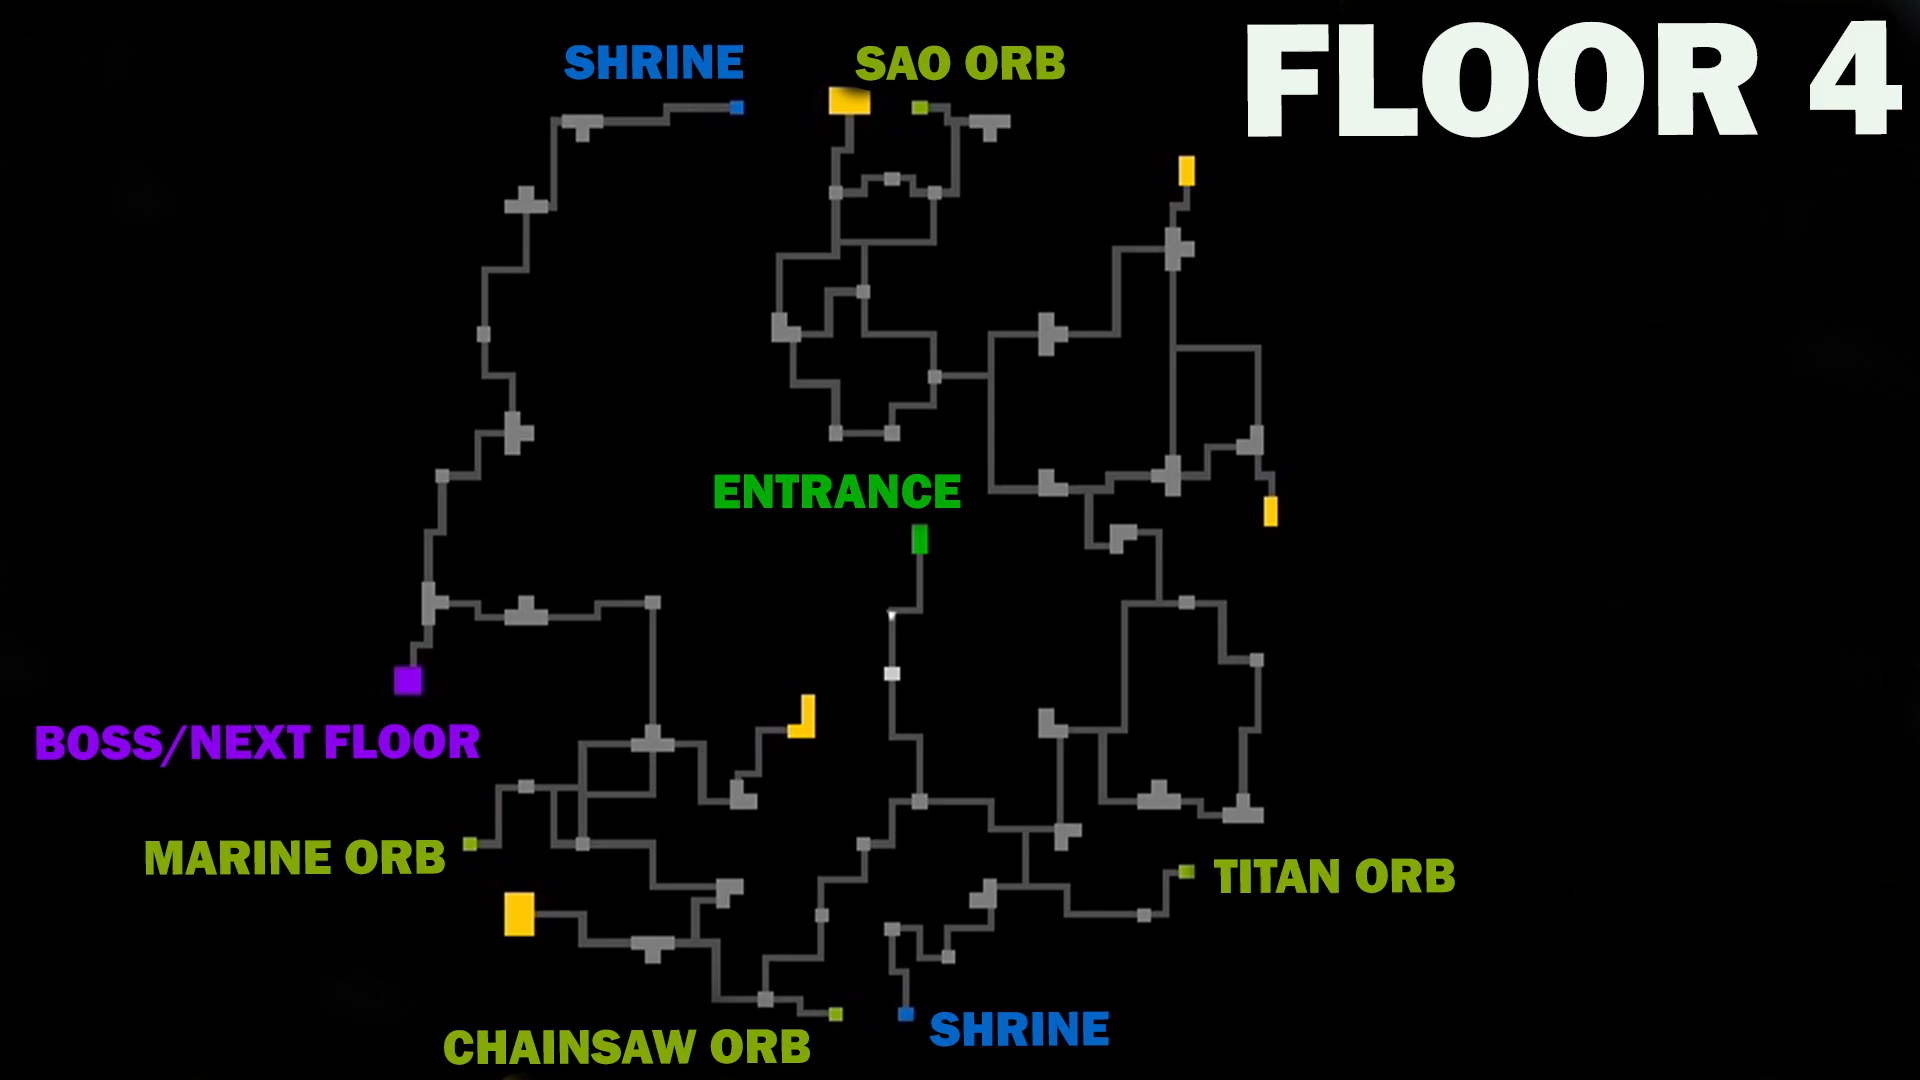 FLOOR 4
SHRINE
SAO ORB
ENTRANCE
BOSS/NEXT FLOOR
MARINE ORB
TITAN ORB
CHAINSAW ORB
SHRINE